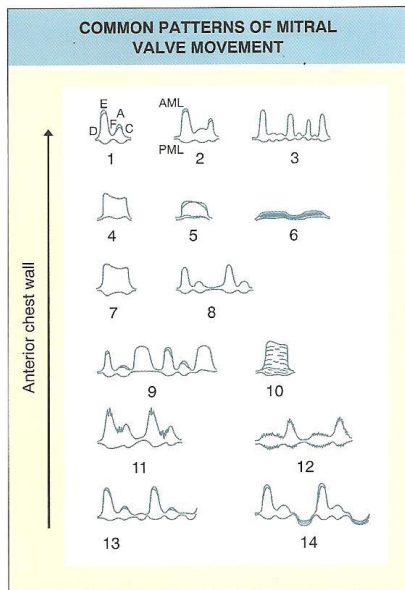 COMMON PATTERNS OF MITRAL
VALVE MOVEMENT
Anterior chest wall
E
A
D
F
C
1
AML
PML
2
3
4
5
6
7
8
9
10
11
12
13
14